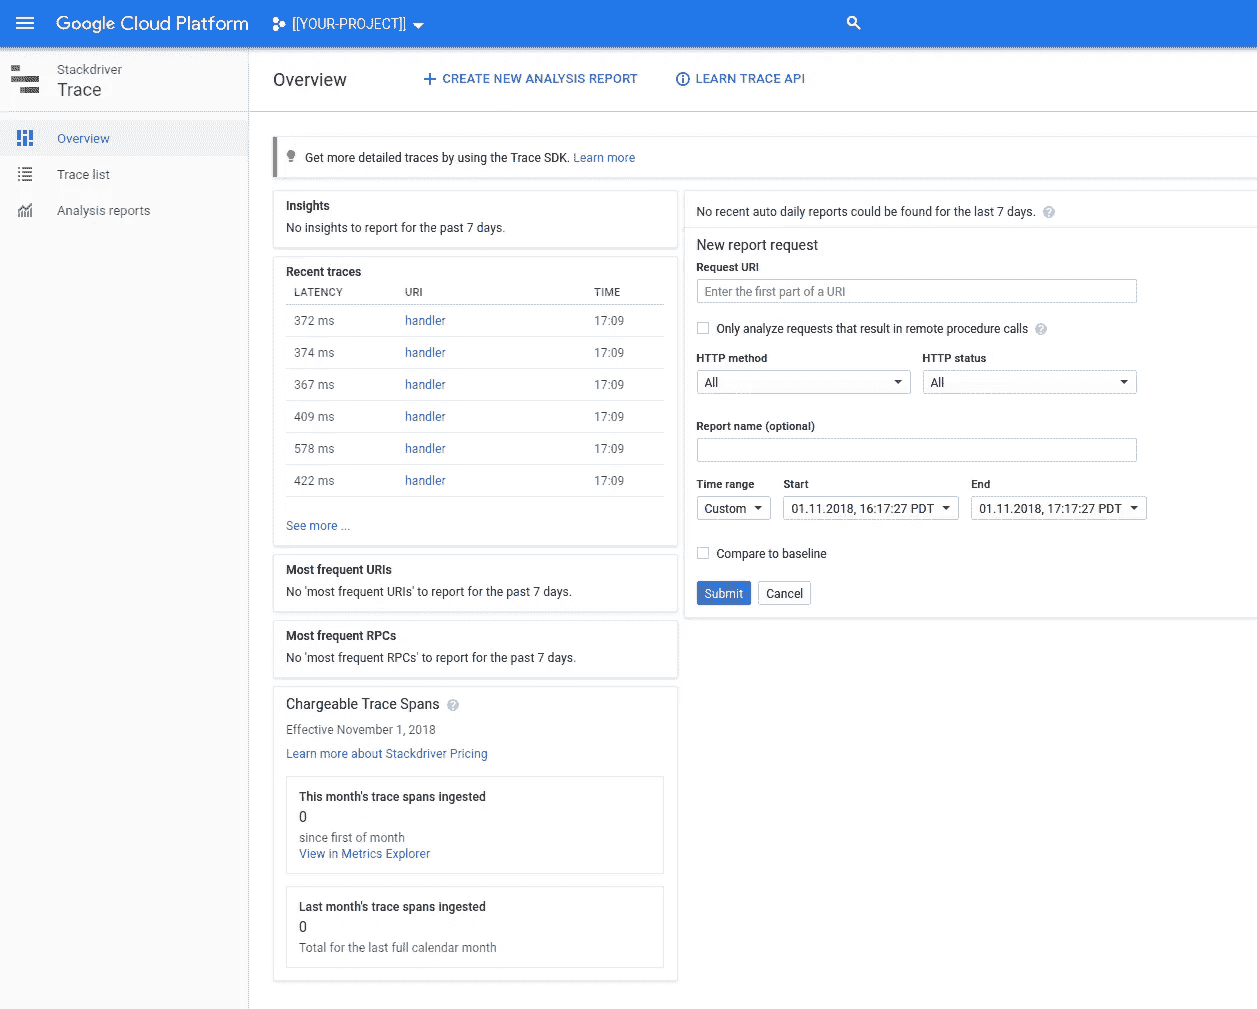 Google Cloud Platform [[YOUR-PROJECT]]
Stackdriver
Trace
Overview
Trace list
Analysis reports
Overview CREATE NEW ANALYSIS REPORT LEARN TRACE API
Get more detailed traces by using the Trace SDK. Learn more
Insights
No insights to report for the past 7 days.
Recent traces
LATENCY URI TIME
372 ms handler 17:09
374 ms handler 17:09
367 ms handler 17:09
409 ms handler 17:09
578 ms handler 17:09
422 ms handler 17:09
See more ...
Most frequent URIs
No 'most frequent URIs' to report for the past 7 days.
Most frequent RPCs
No 'most frequent RPCs' to report for the past 7 days.
Chargeable Trace Spans ?
Effective November 1, 2018
Learn more about Stackdriver Pricing
This month's trace spans ingested
0
since first of month
View in Metrics Explorer
Last month's trace spans ingested
0
Total for the last full calendar month
No recent auto daily reports could be found for the last 7 days. ?
New report request
Request URI
Enter the first part of a URI
Only analyze requests that result in remote procedure calls ?
HTTP method HTTP status
All All
Report name (optional)
Time range Start End
Custom 01.11.2018, 16:17:27 PDT 01.11.2018, 17:17:27 PDT
Compare to baseline
Submit Cancel